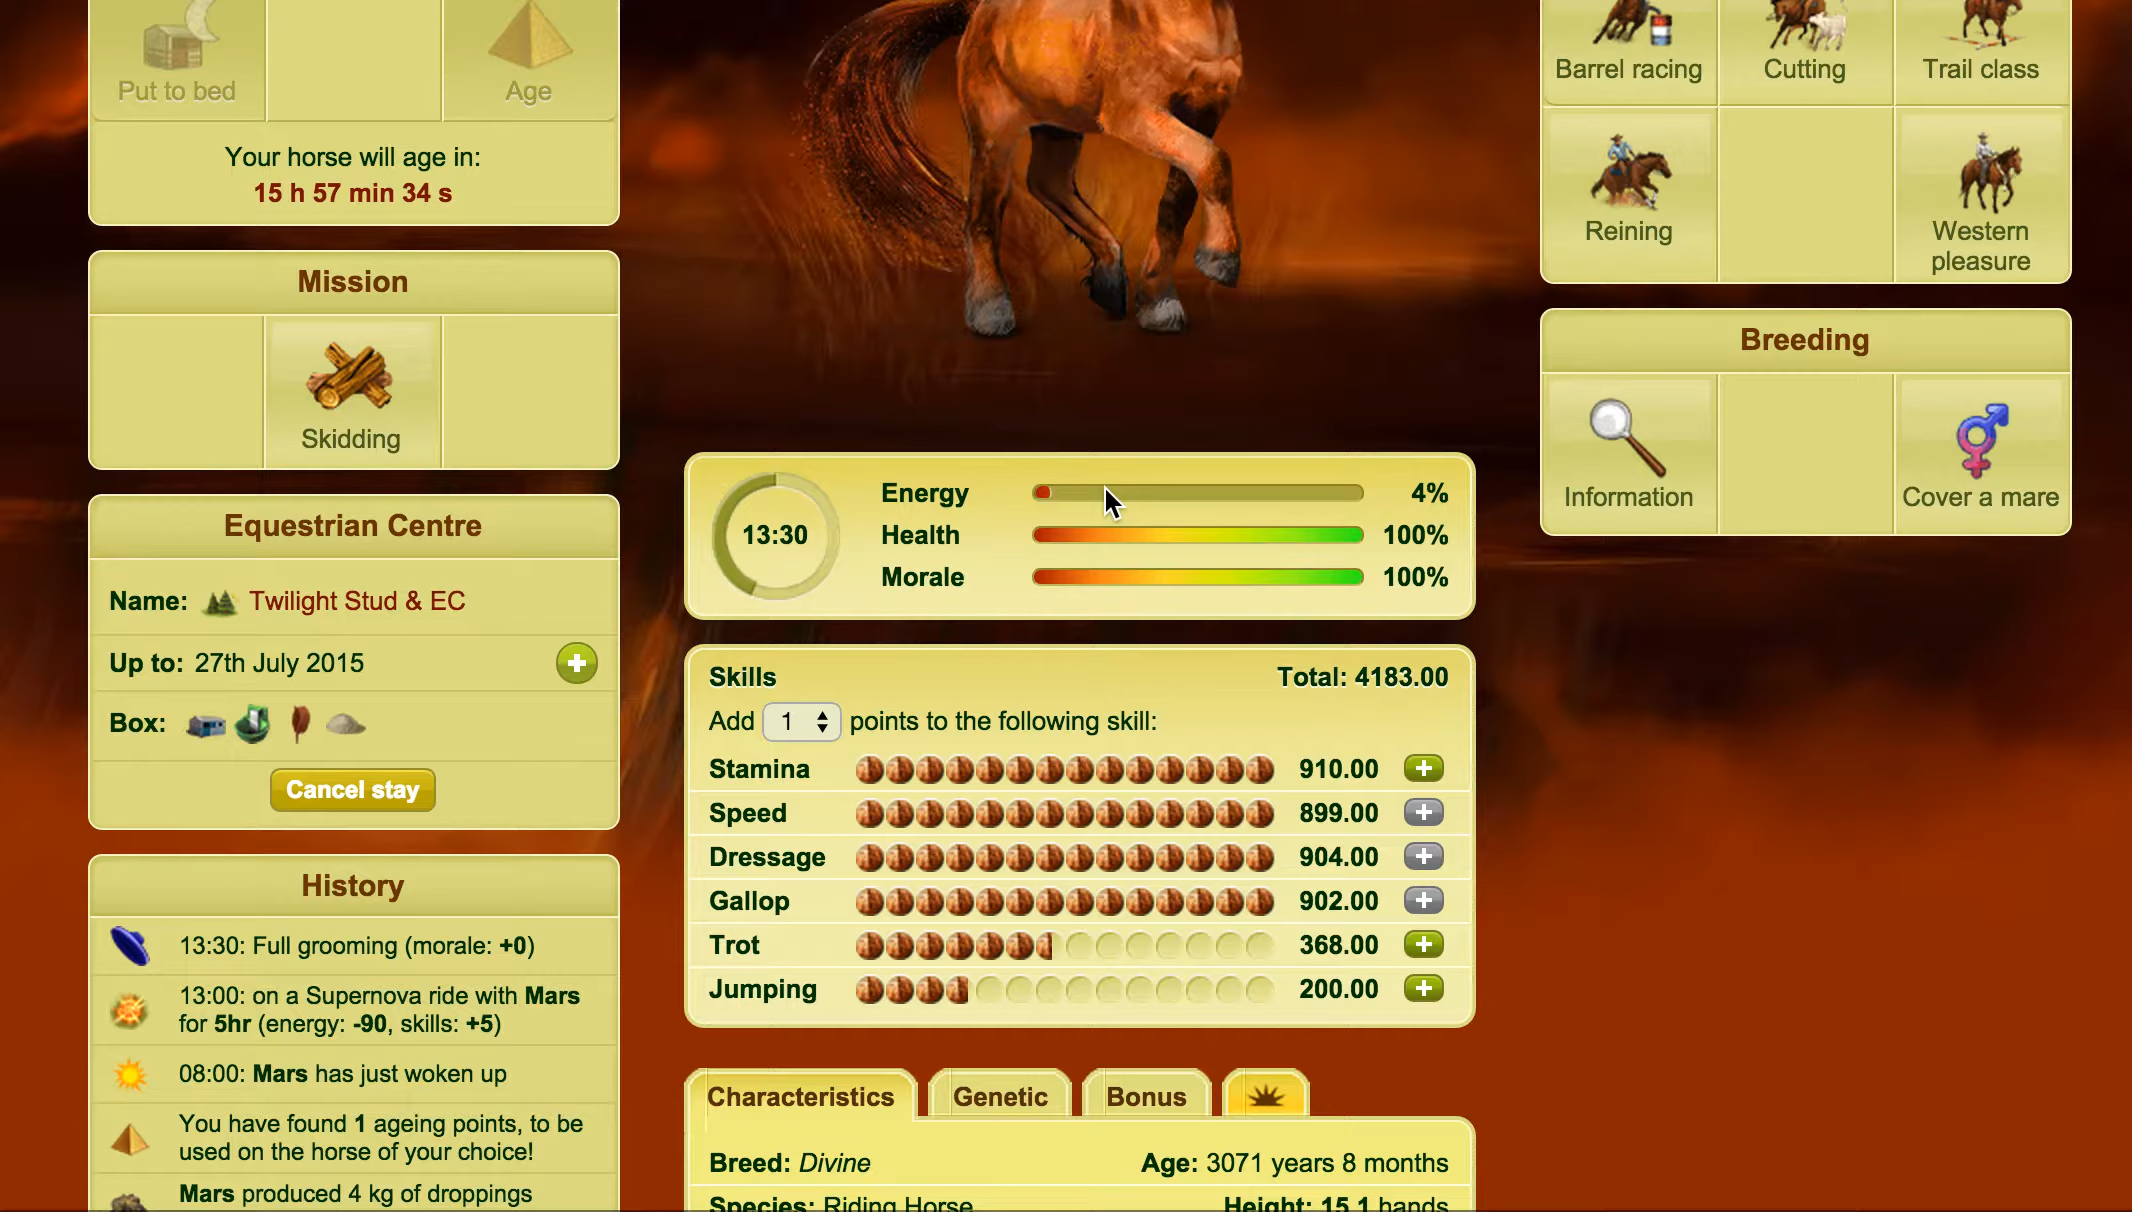 Put to bed
Age
Your horse will age in:
15 h 57 min 34 s
Mission
Skidding
Equestrian Centre
Name: Twilight Stud & EC
Up to: 27th July 2015
Box:
Cancel stay
History
13:30: Full grooming (morale: +0)
13:00: on a Supernova ride with Mars
for 5hr (energy: -90, skills: +5)
08:00: Mars has just woken up
You have found 1 ageing points, to be
used on the horse of your choice!
Mars produced 4 kg of droppings
13:30
Energy 4%
Health 100%
Morale 100%
Skills Total: 4183.00
Add 1 points to the following skill:
Stamina 910.00
Speed 899.00
Dressage 904.00
Gallop 902.00
Trot 368.00
Jumping 200.00
Characteristics Genetic Bonus
Breed: Divine Age: 3071 years 8 months
Species: Riding Horse Height: 15.1 hands
Barrel racing
Cutting
Trail class
Reining
Western
pleasure
Breeding
Information
Cover a mare